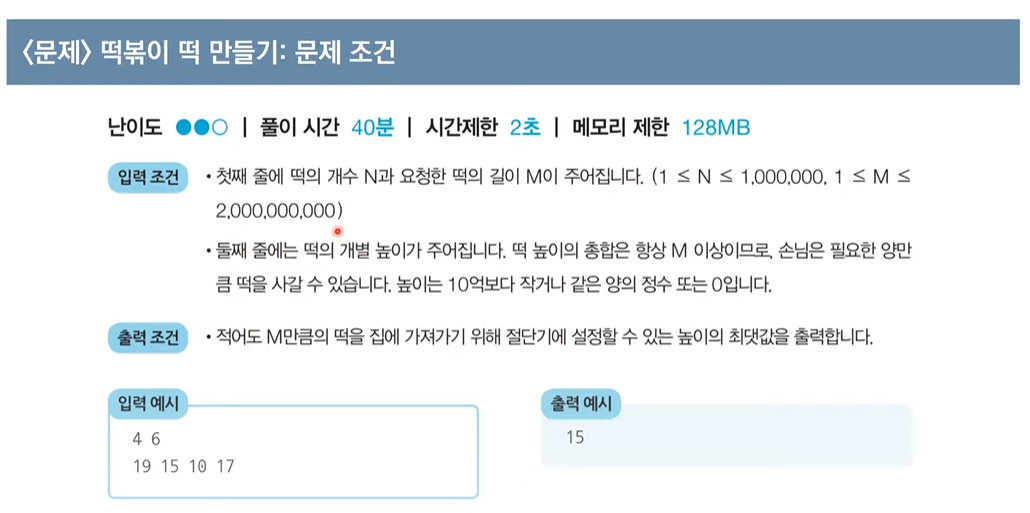 〈문제〉 떡볶이 떡 만들기: 문제 조건
난이도 ●●○ | 풀이 시간 40분 | 시간제한 2초 | 메모리 제한 128MB
입력 조건 • 첫째 줄에 떡의 개수 N과 요청한 떡의 길이 M이 주어집니다. (1 ≤ N ≤ 1,000,000, 1 ≤ M ≤
2,000,000,000)
• 둘째 줄에는 떡의 개별 높이가 주어집니다. 떡 높이의 총합은 항상 M 이상이므로, 손님은 필요한 양만
큼 떡을 사갈 수 있습니다. 높이는 10억보다 작거나 같은 양의 정수 또는 0입니다.
출력 조건 • 적어도 M만큼의 떡을 집에 가져가기 위해 절단기에 설정할 수 있는 높이의 최댓값을 출력합니다.
입력 예시
4 6
19 15 10 17
출력 예시
15